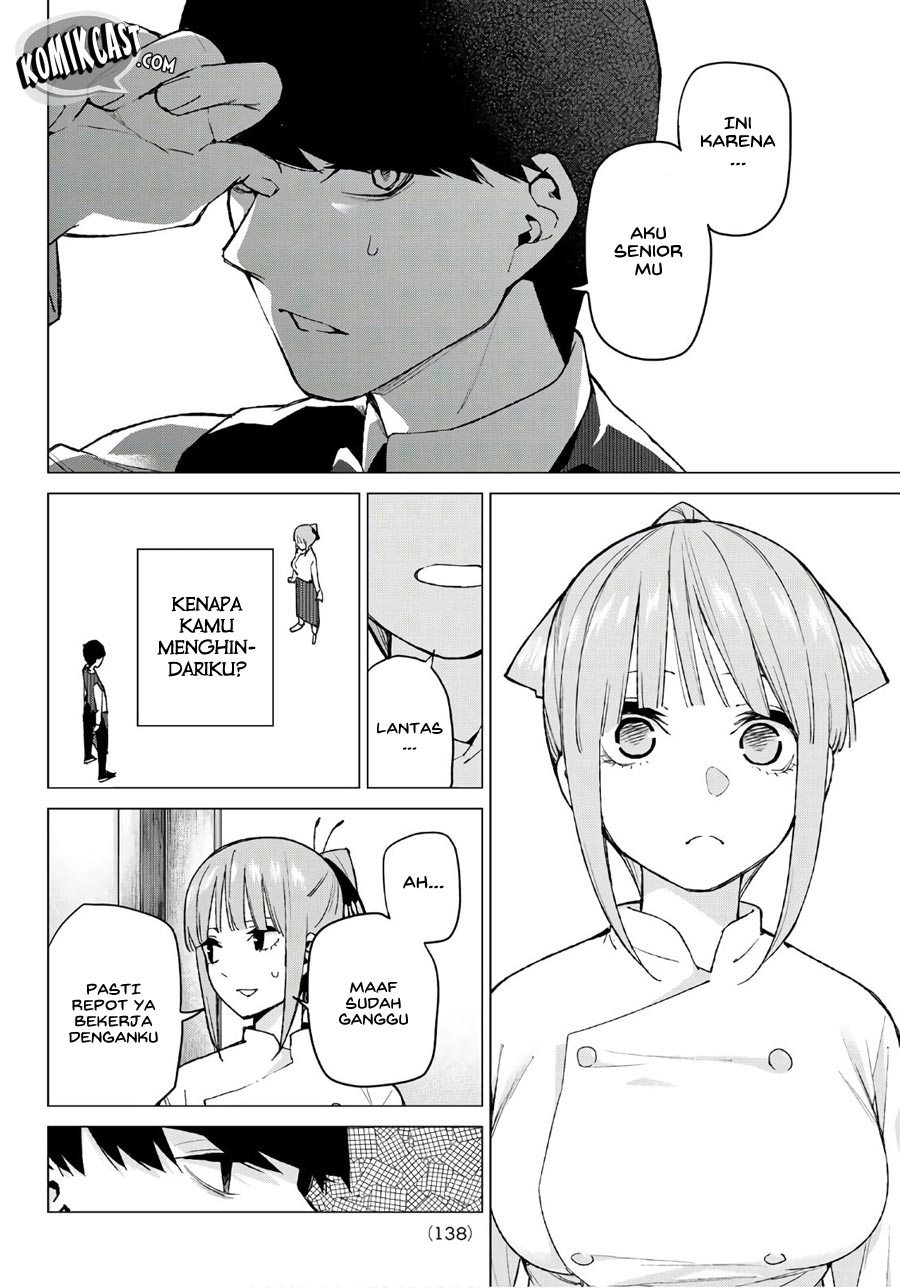 KOMIKCAST.COM
INI
KARENA
...
AKU
SENIOR
MU
LANTAS
...
KENAPA
KAMU
MENGHIN-
DARIKU?
AH...
MAAF
SUDAH
GANGGU
PASTI
REPOT YA
BEKERJA
DENGANKU
(138)